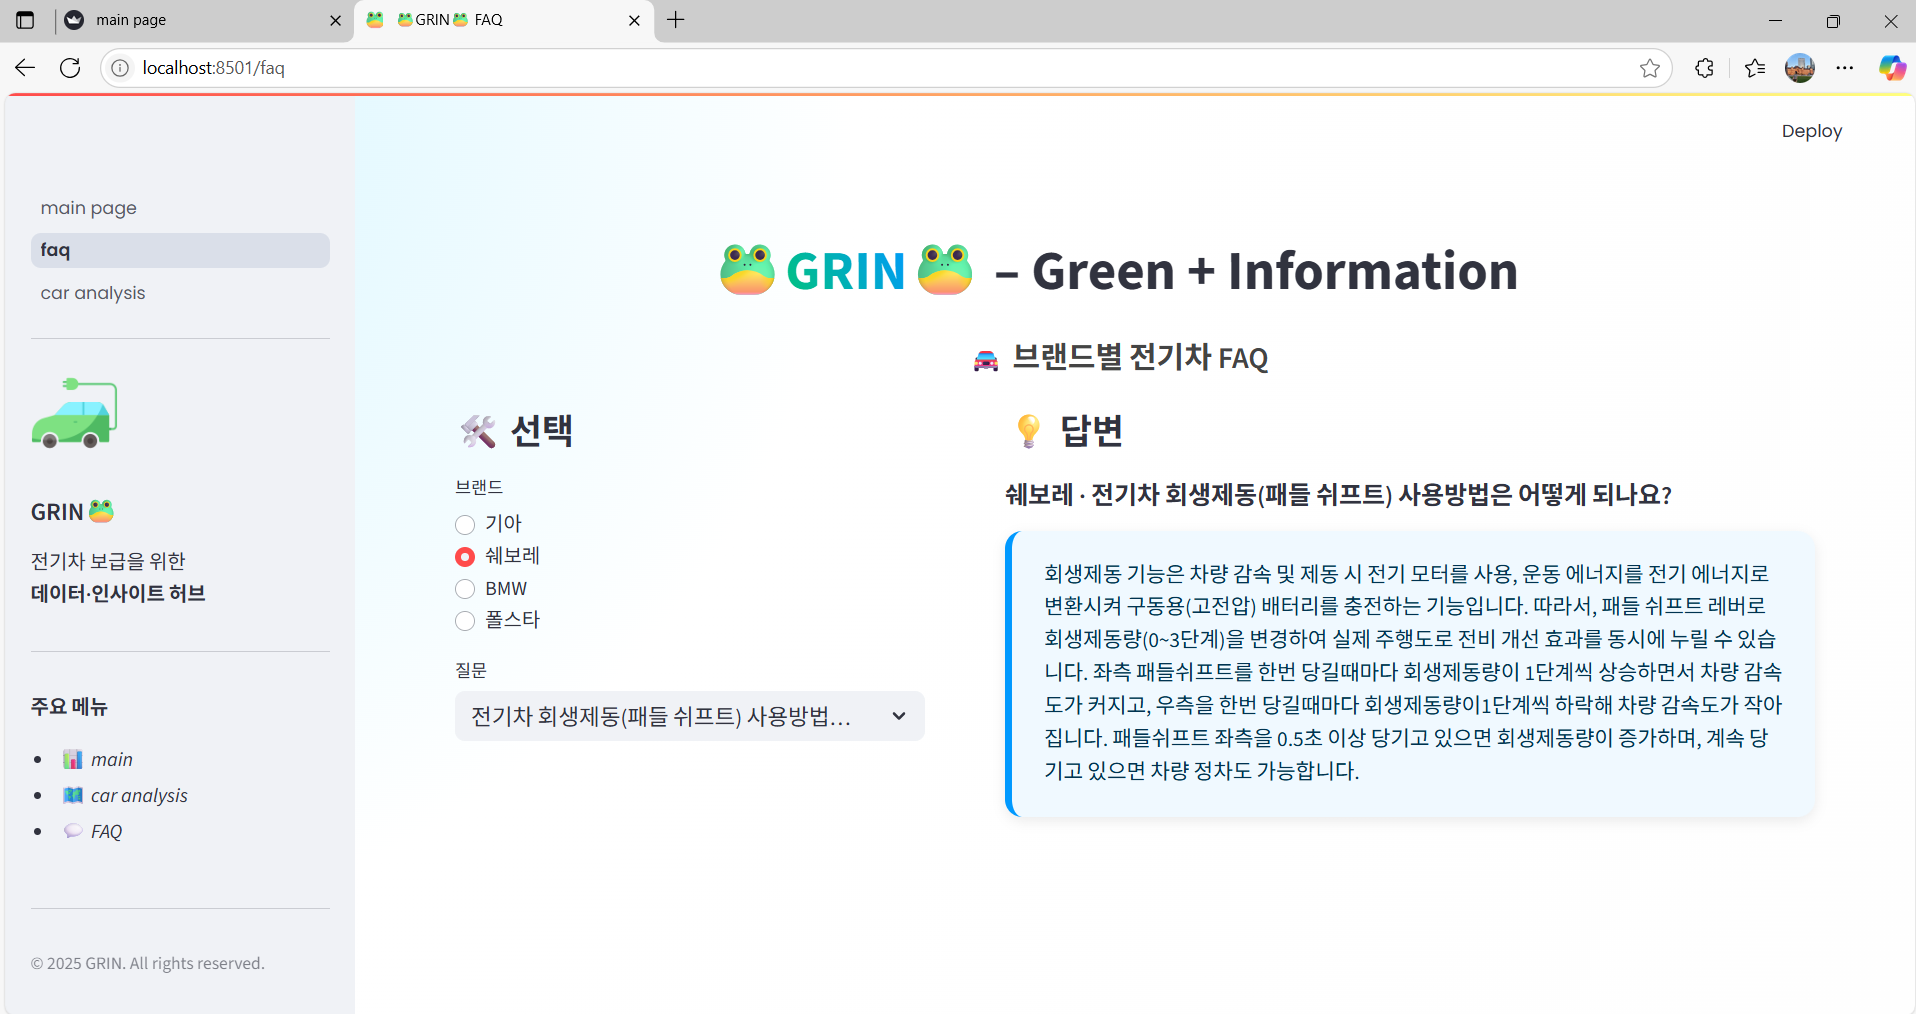 main page
GRIN FAQ
localhost:8501/faq
Deploy
main page
faq
car analysis
GRIN
전기차 보급을 위한
데이터·인사이트 허브
주요 메뉴
main
car analysis
FAQ
© 2025 GRIN. All rights reserved.
GRIN – Green + Information
브랜드별 전기차 FAQ
선택
브랜드
기아
쉐보레
BMW
폴스타
질문
전기차 회생제동(패들 쉬프트) 사용방법...
답변
쉐보레 · 전기차 회생제동(패들 쉬프트) 사용방법은 어떻게 되나요?
회생제동 기능은 차량 감속 및 제동 시 전기 모터를 사용, 운동 에너지를 전기 에너지로
변환시켜 구동용(고전압) 배터리를 충전하는 기능입니다. 따라서, 패들 쉬프트 레버로
회생제동량(0~3단계)을 변경하여 실제 주행도로 전비 개선 효과를 동시에 누릴 수 있습
니다. 좌측 패들쉬프트를 한번 당길때마다 회생제동량이 1단계씩 상승하면서 차량 감속
도가 커지고, 우측을 한번 당길때마다 회생제동량이1단계씩 하락해 차량 감속도가 작아
집니다. 패들쉬프트 좌측을 0.5초 이상 당기고 있으면 회생제동량이 증가하며, 계속 당
기고 있으면 차량 정차도 가능합니다.